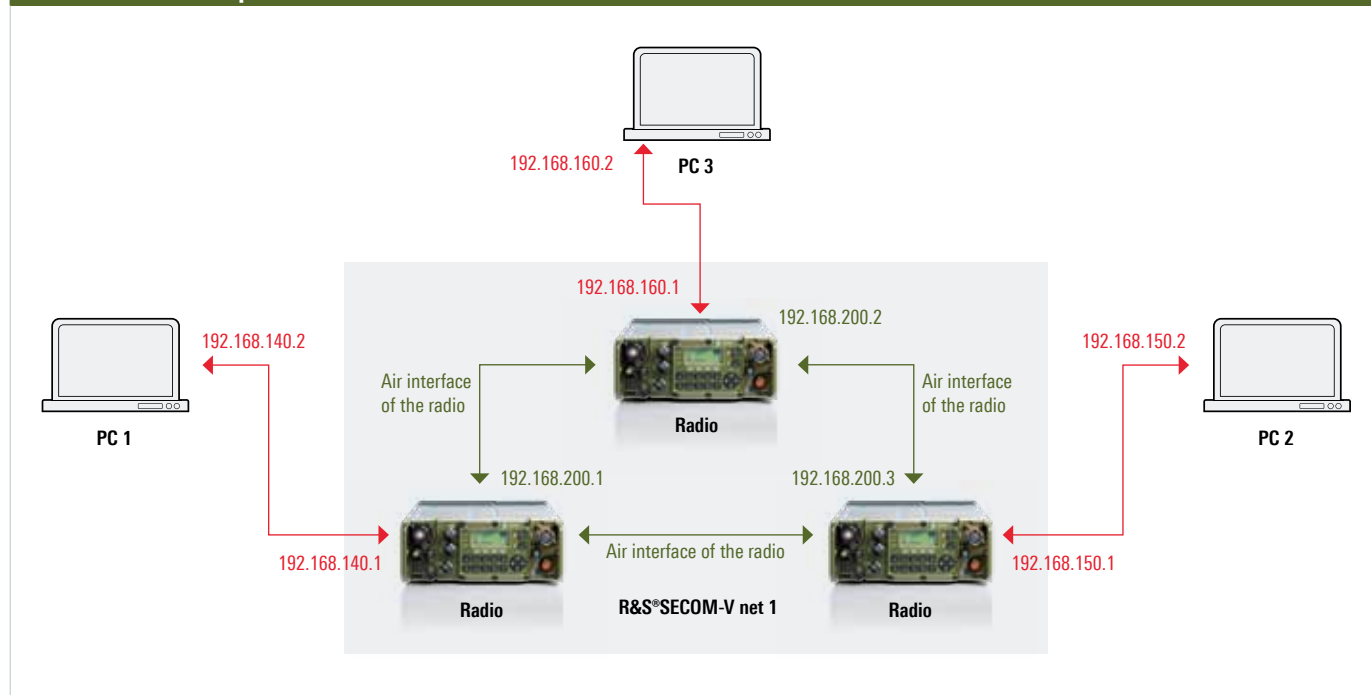 192.168.160.2
PC 3
192.168.160.1
192.168.200.2
192.168.140.2
192.168.150.2
Air interface
of the radio
Air interface
of the radio
Radio
PC 1
PC 2
192.168.200.1
192.168.200.3
Air interface of the radio
192.168.140.1
192.168.150.1
Radio
R&S®SECOM-V net 1
Radio